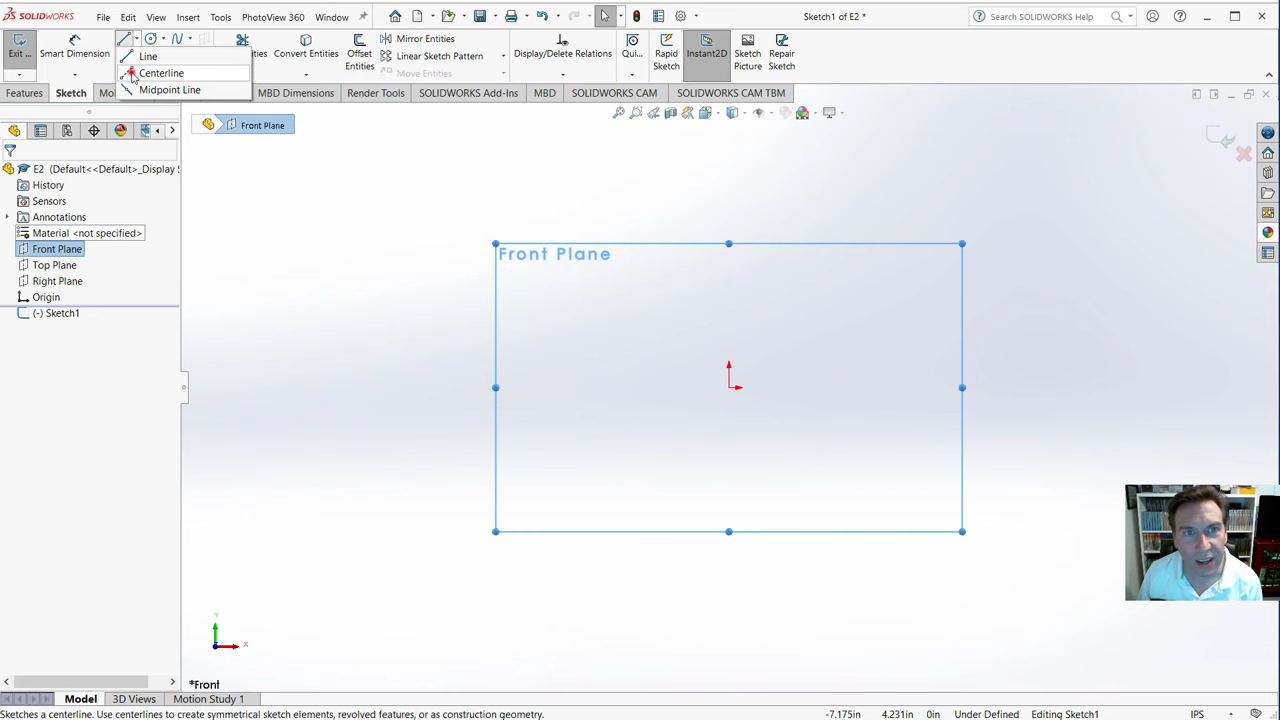 SOLIDWORKS File Edit View Insert Tools PhotoView 360 Window Sketch1 of E2 * Search SOLIDWORKS Help
Exit ... Smart Dimension Convert Entities Offset Entities Mirror Entities Linear Sketch Pattern Move Entities Display/Delete Relations Qui... Rapid Sketch Instant2D Sketch Picture Repair Sketch
Line
Centerline
Midpoint Line
Features Sketch MBD Dimensions Render Tools SOLIDWORKS Add-Ins MBD SOLIDWORKS CAM SOLIDWORKS CAM TBM
Front Plane
E2 (Default<<Default>_Display S
History
Sensors
Annotations
Material <not specified>
Front Plane
Top Plane
Right Plane
Origin
(-) Sketch1
Front Plane
Y
X
*Front
Model 3D Views Motion Study 1
Sketches a centerline. Use centerlines to create symmetrical sketch elements, revolved features, or as construction geometry. -7.175in 4.231in 0in Under Defined Editing Sketch1 IPS